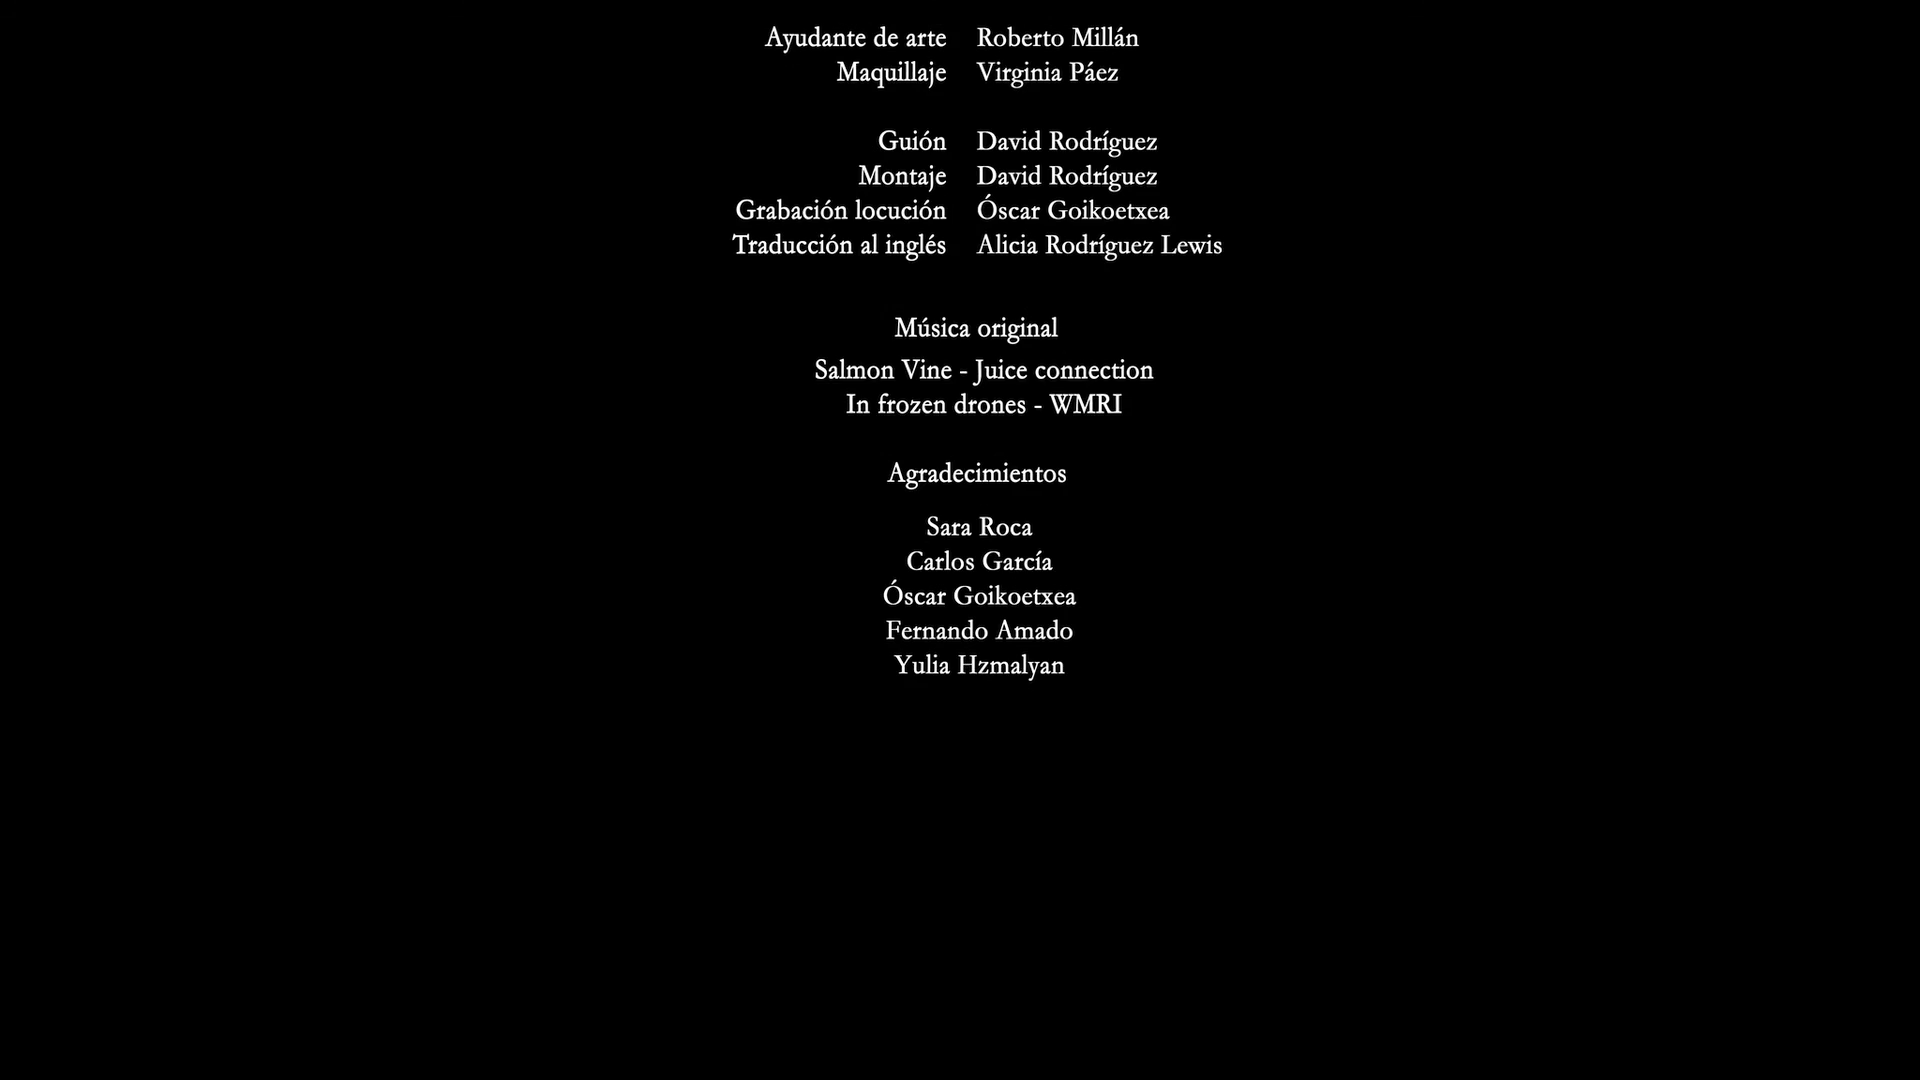 Ayudante de arte Roberto Millán
Maquillaje Virginia Páez
Guión David Rodríguez
Montaje David Rodríguez
Grabación locución Óscar Goikoetxea
Traducción al inglés Alicia Rodríguez Lewis
Música original
Salmon Vine - Juice connection
In frozen drones - WMRI
Agradecimientos
Sara Roca
Carlos García
Óscar Goikoetxea
Fernando Amado
Yulia Hzmalyan